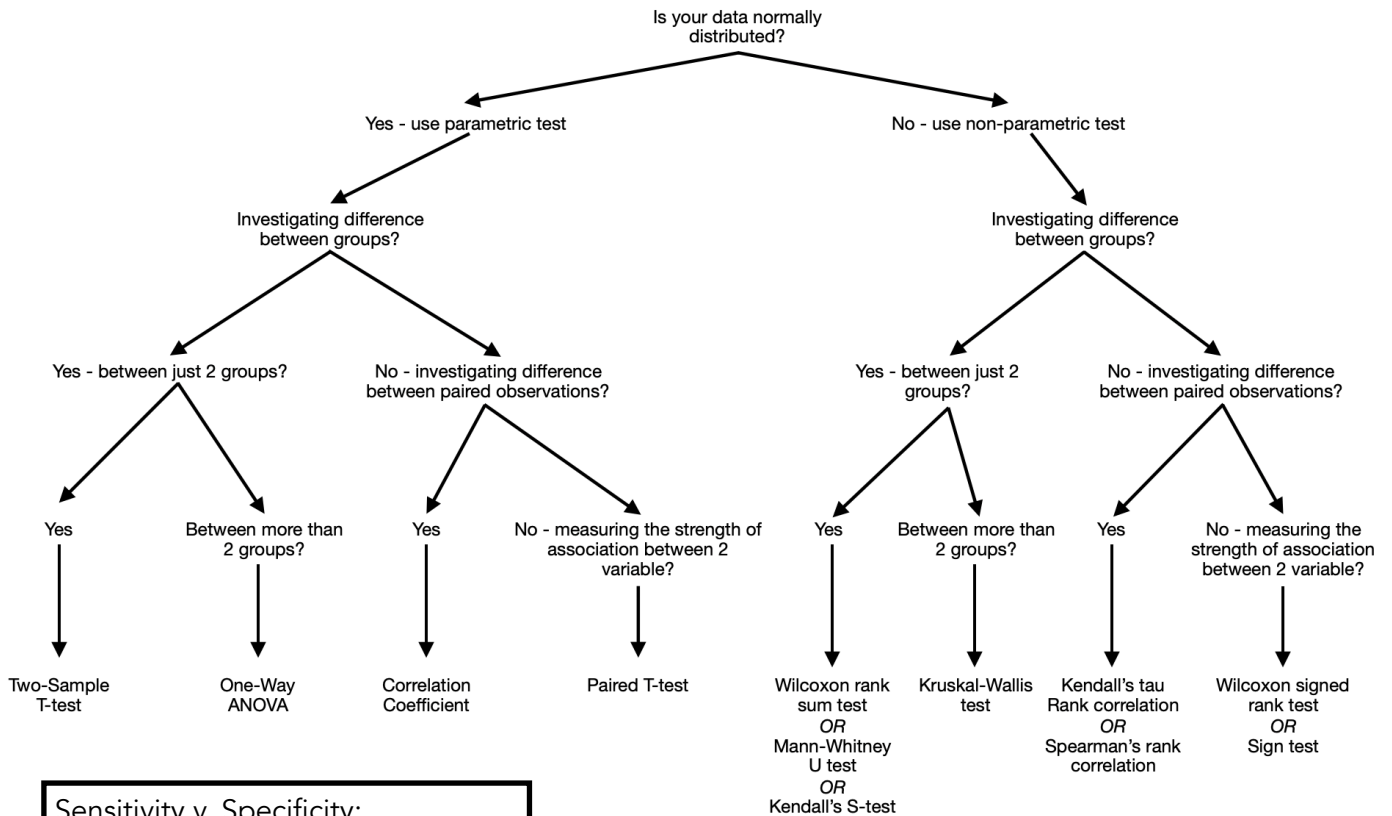 Is your data normally
distributed?
Yes - use parametric test
No - use non-parametric test
Investigating difference
between groups?
Investigating difference
between groups?
Yes - between just 2 groups?
No - investigating difference
between paired observations?
Yes - between just 2
groups?
No - investigating difference
between paired observations?
Yes
Between more than
2 groups?
Yes
No - measuring the strength of
association between 2
variable?
Yes
Between more than
2 groups?
Yes
No - measuring the
strength of association
between 2 variable?
Two-Sample
T-test
One-Way
ANOVA
Correlation
Coefficient
Paired T-test
Wilcoxon rank
sum test
OR
Mann-Whitney
U test
OR
Kendall's S-test
Kruskal-Wallis
test
Kendall's tau
Rank correlation
OR
Spearman's rank
correlation
Wilcoxon signed
rank test
OR
Sign test
Sensitivity v. Specificity: